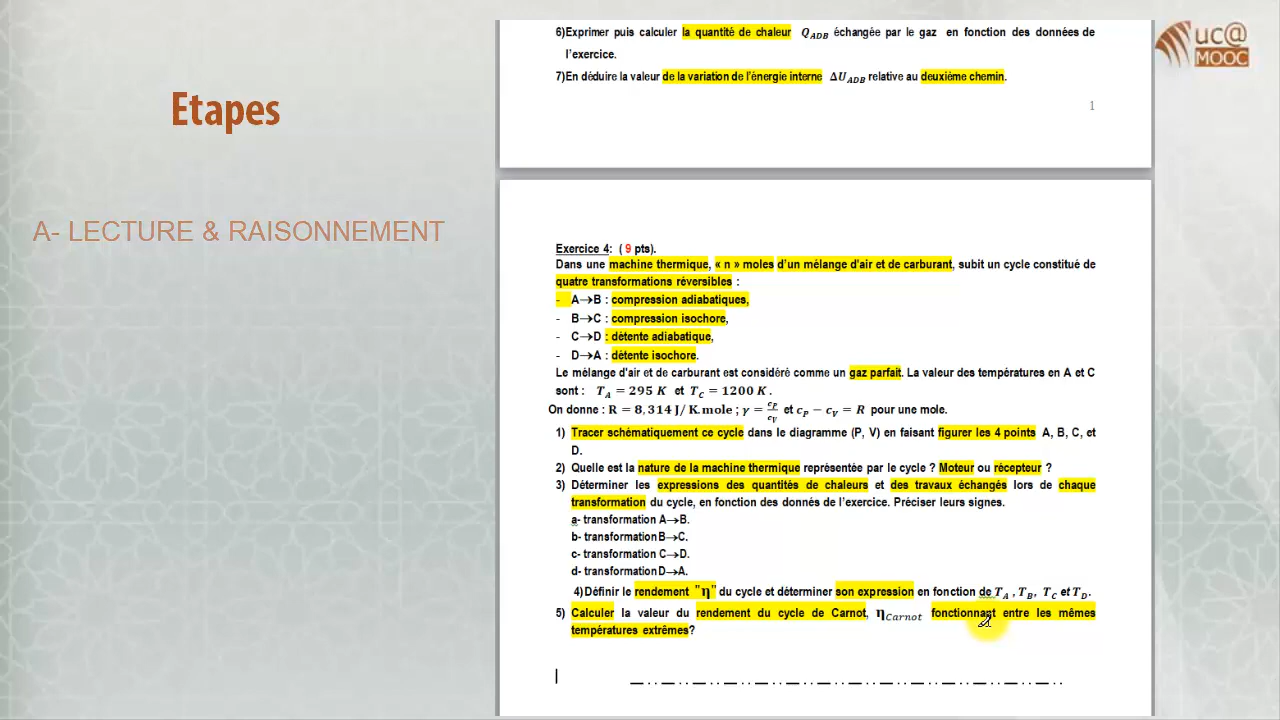 6)Exprimer puis calculer la quantité de chaleur Q_ADB échangée par le gaz en fonction des données de
l'exercice.
7)En déduire la valeur de la variation de l'énergie interne ΔU_ADB relative au deuxième chemin.
1
uc@
MOOC
Etapes
A- LECTURE & RAISONNEMENT
Exercice 4: ( 9 pts).
Dans une machine thermique, « n » moles d'un mélange d'air et de carburant, subit un cycle constitué de
quatre transformations réversibles :
- A→B : compression adiabatiques,
- B→C : compression isochore,
- C→D : détente adiabatique,
- D→A : détente isochore.
Le mélange d'air et de carburant est considéré comme un gaz parfait. La valeur des températures en A et C
sont : T_A = 295 K et T_C = 1200 K.
On donne : R = 8,314 J/K.mole ; γ = c_P/c_V et c_P − c_V = R pour une mole.
1) Tracer schématiquement ce cycle dans le diagramme (P, V) en faisant figurer les 4 points A, B, C, et
D.
2) Quelle est la nature de la machine thermique représentée par le cycle ? Moteur ou récepteur ?
3) Déterminer les expressions des quantités de chaleurs et des travaux échangés lors de chaque
transformation du cycle, en fonction des donnés de l'exercice. Préciser leurs signes.
a- transformation A→B.
b- transformation B→C.
c- transformation C→D.
d- transformation D→A.
4)Définir le rendement "η" du cycle et déterminer son expression en fonction de T_A , T_B, T_C et T_D.
5) Calculer la valeur du rendement du cycle de Carnot, η_Carnot fonctionnant entre les mêmes
températures extrêmes?